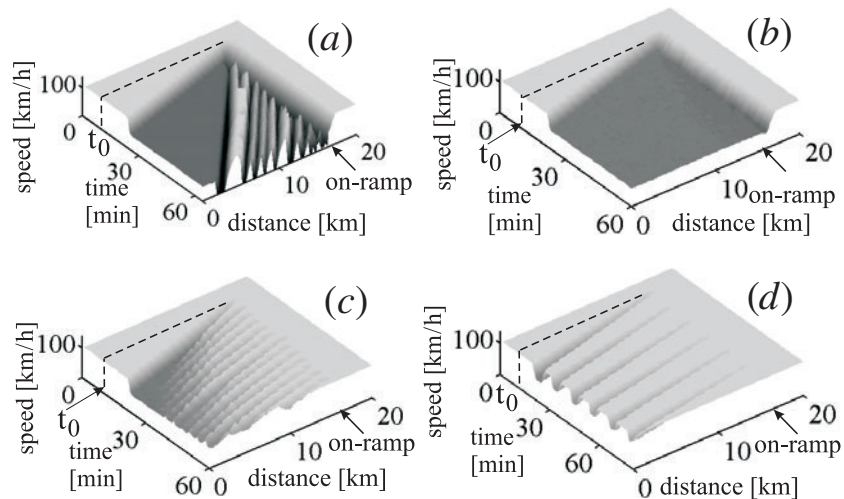 (a)
speed [km/h]
100
0
t0
30
time
[min]
60
0
10
20
on-ramp
distance [km]
(b)
speed [km/h]
100
0
t0
30
time
[min]
60
0
10
20
on-ramp
distance [km]
(c)
speed [km/h]
100
0
t0
30
time
[min]
60
0
10
20
on-ramp
distance [km]
(d)
speed [km/h]
100
0
t0
30
time
[min]
60
0
10
20
on-ramp
distance [km]